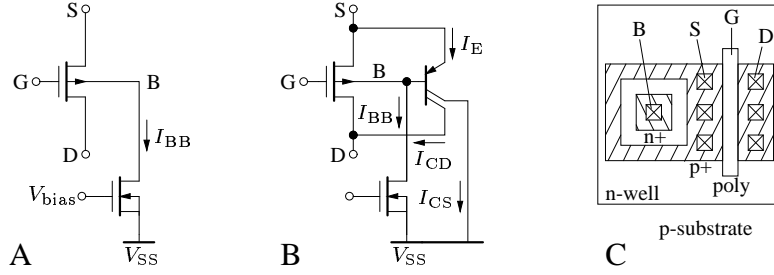 S
G
B
I_BB
D
V_bias
V_SS
A
S
I_E
G
B
I_BB
D
I_CD
I_CS
V_SS
B
G
B
S
D
n+
p+
n-well
poly
p-substrate
C